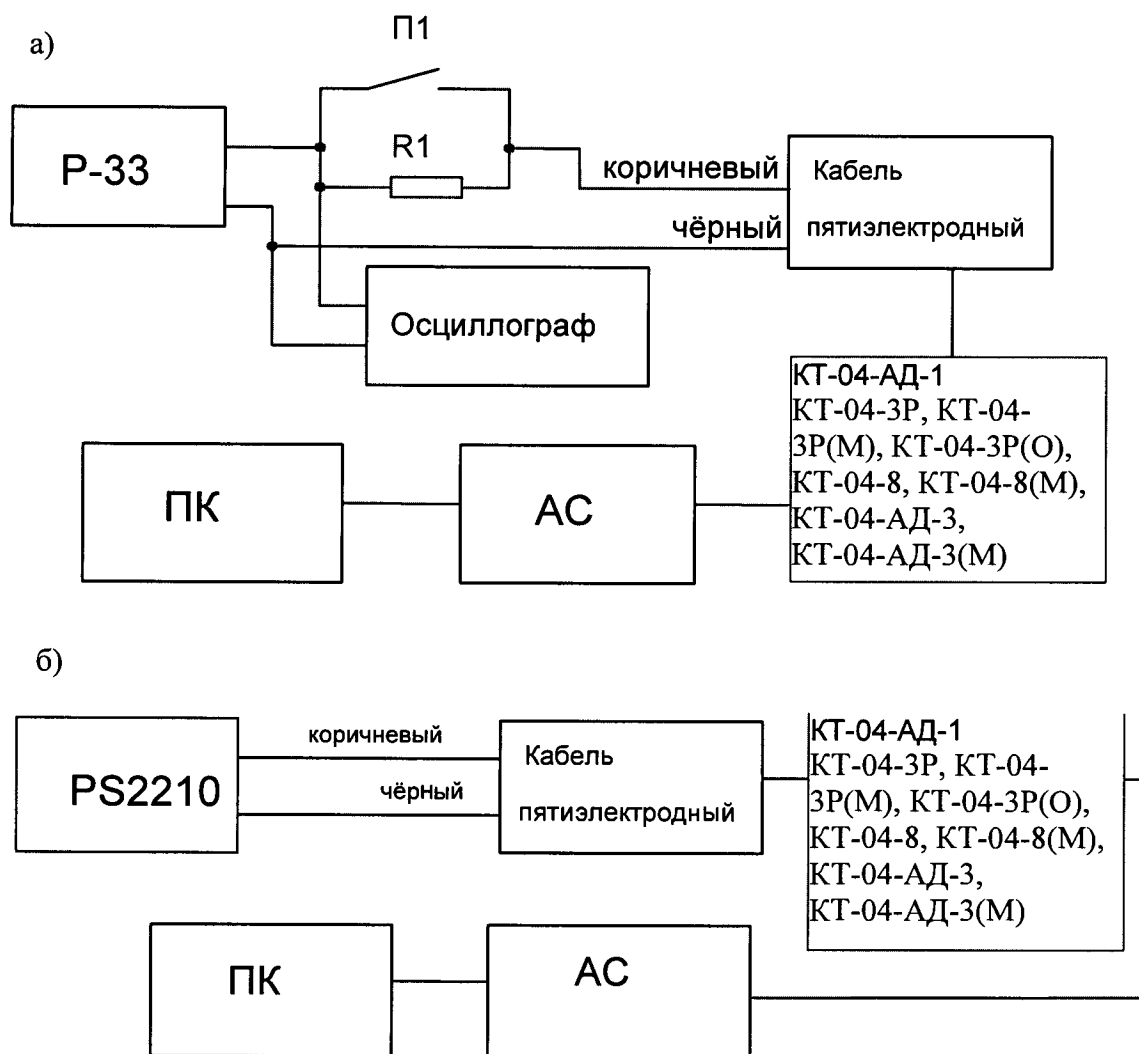 а)
П1
Р-33
R1
коричневый
чёрный
Кабель
пятиэлектродный
Осциллограф
КТ-04-АД-1
КТ-04-3Р, КТ-04-
3Р(М), КТ-04-3Р(О),
КТ-04-8, КТ-04-8(М),
КТ-04-АД-3,
КТ-04-АД-3(М)
ПК
АС
б)
PS2210
коричневый
чёрный
Кабель
пятиэлектродный
КТ-04-АД-1
КТ-04-3Р, КТ-04-
3Р(М), КТ-04-3Р(О),
КТ-04-8, КТ-04-8(М),
КТ-04-АД-3,
КТ-04-АД-3(М)
ПК
АС